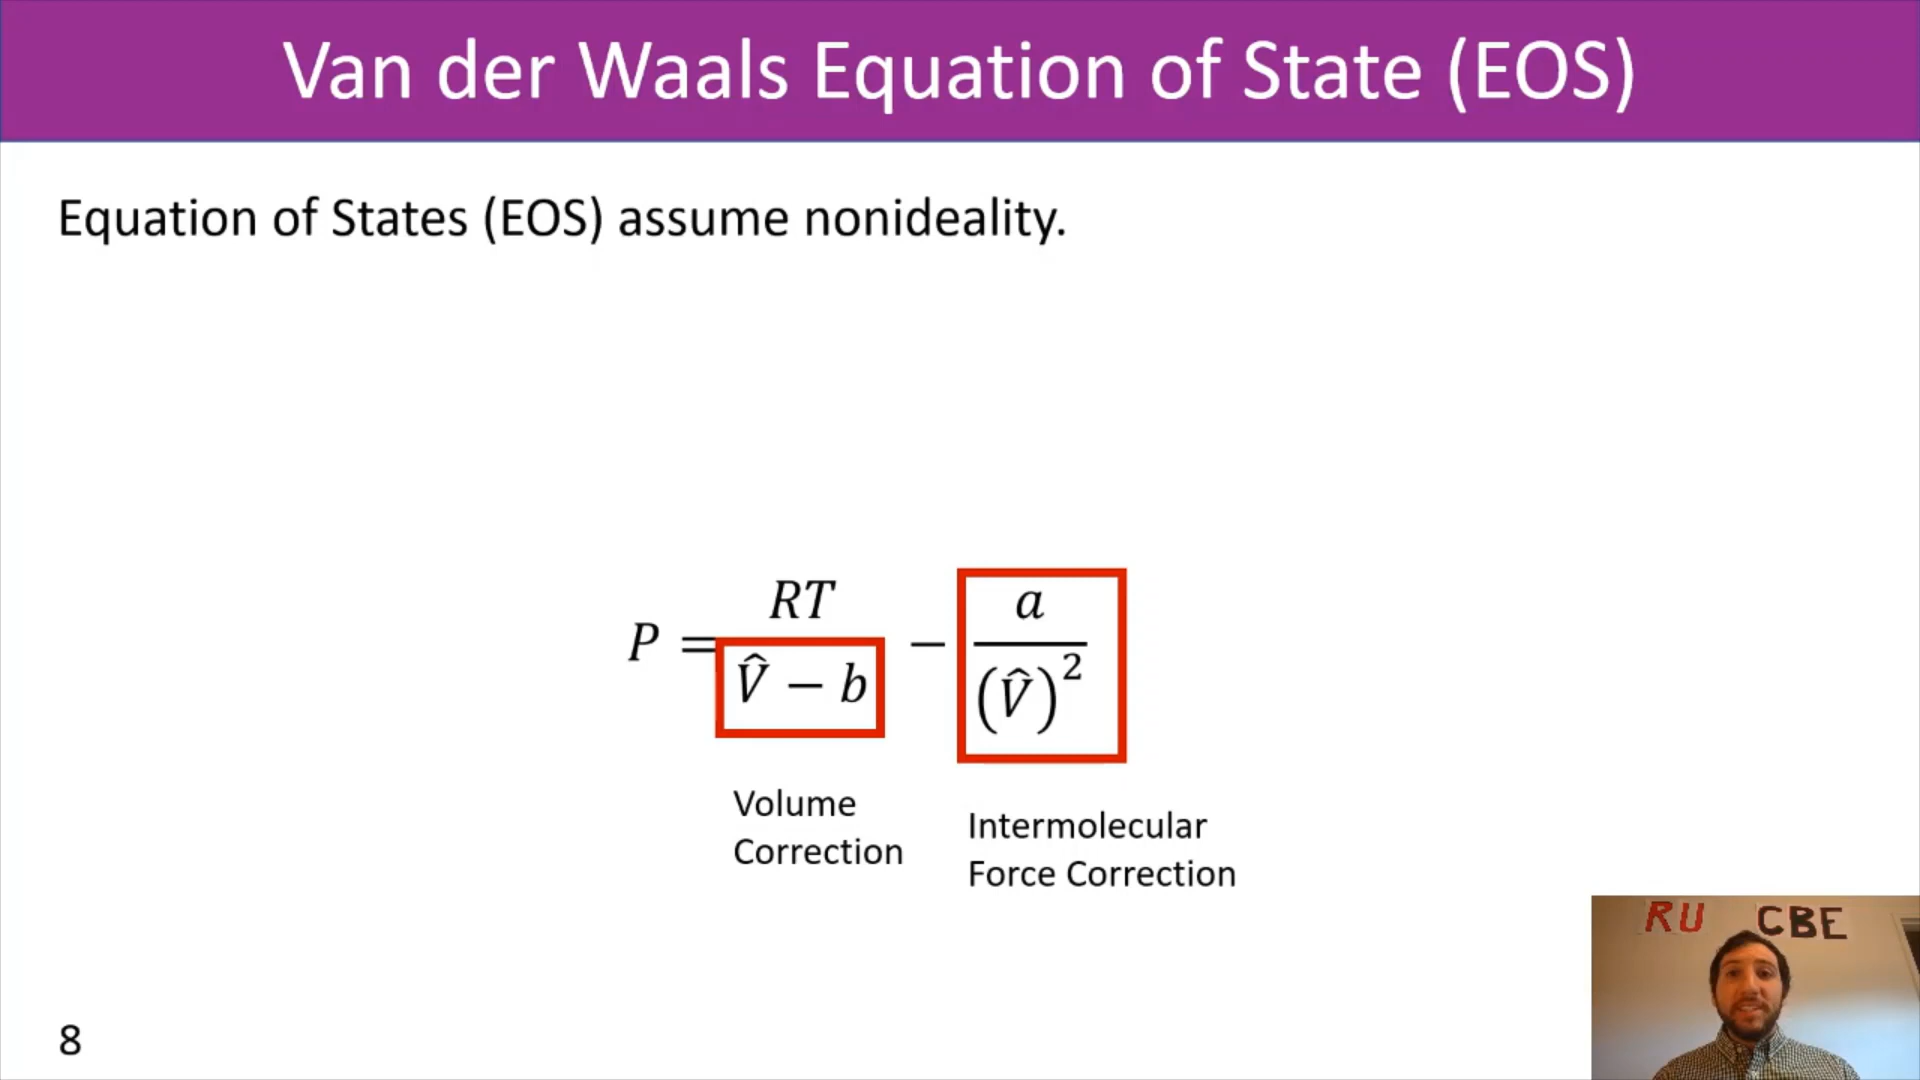 Van der Waals Equation of State (EOS)
Equation of States (EOS) assume nonideality.
P = RT / (V̂ − b) − a / (V̂)²
Volume
Correction
Intermolecular
Force Correction
RU CBE
8